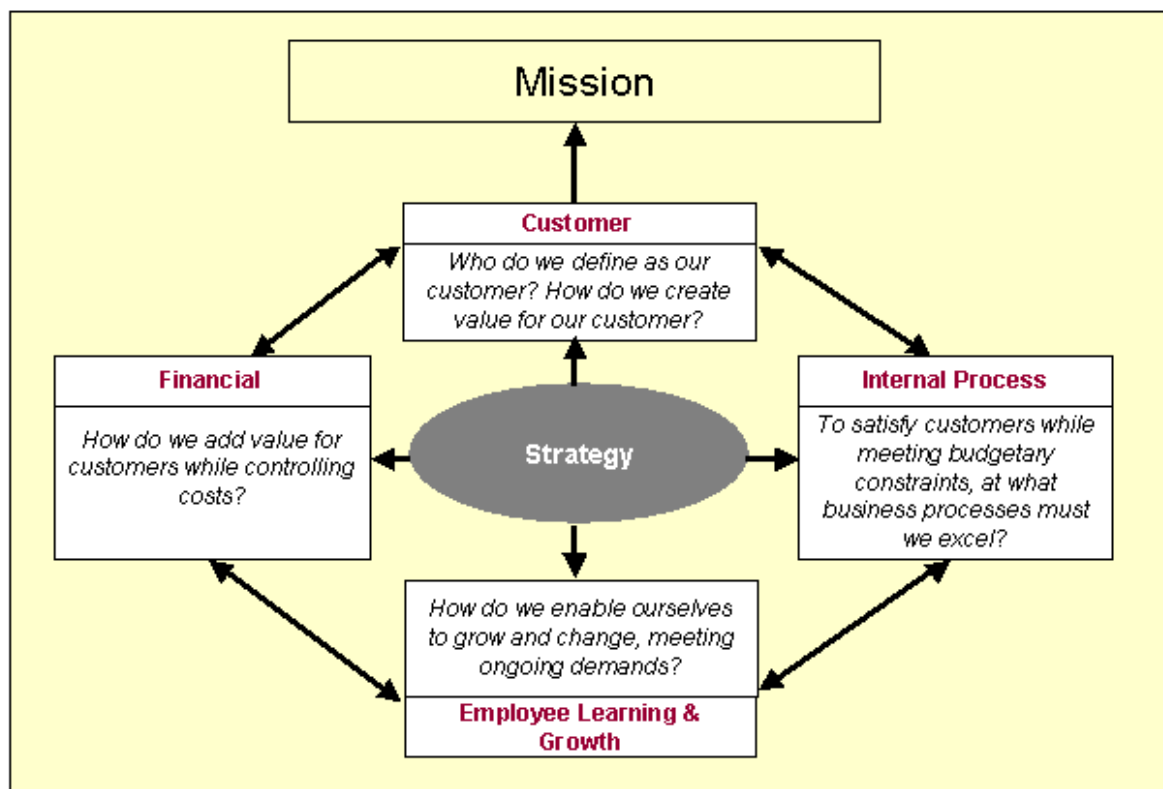 Mission
Customer
Who do we define as our
customer? How do we create
value for our customer?
Financial
How do we add value for
customers while controlling
costs?
Strategy
Internal Process
To satisfy customers while
meeting budgetary
constraints, at what
business processes must
we excel?
How do we enable ourselves
to grow and change, meeting
ongoing demands?
Employee Learning &
Growth